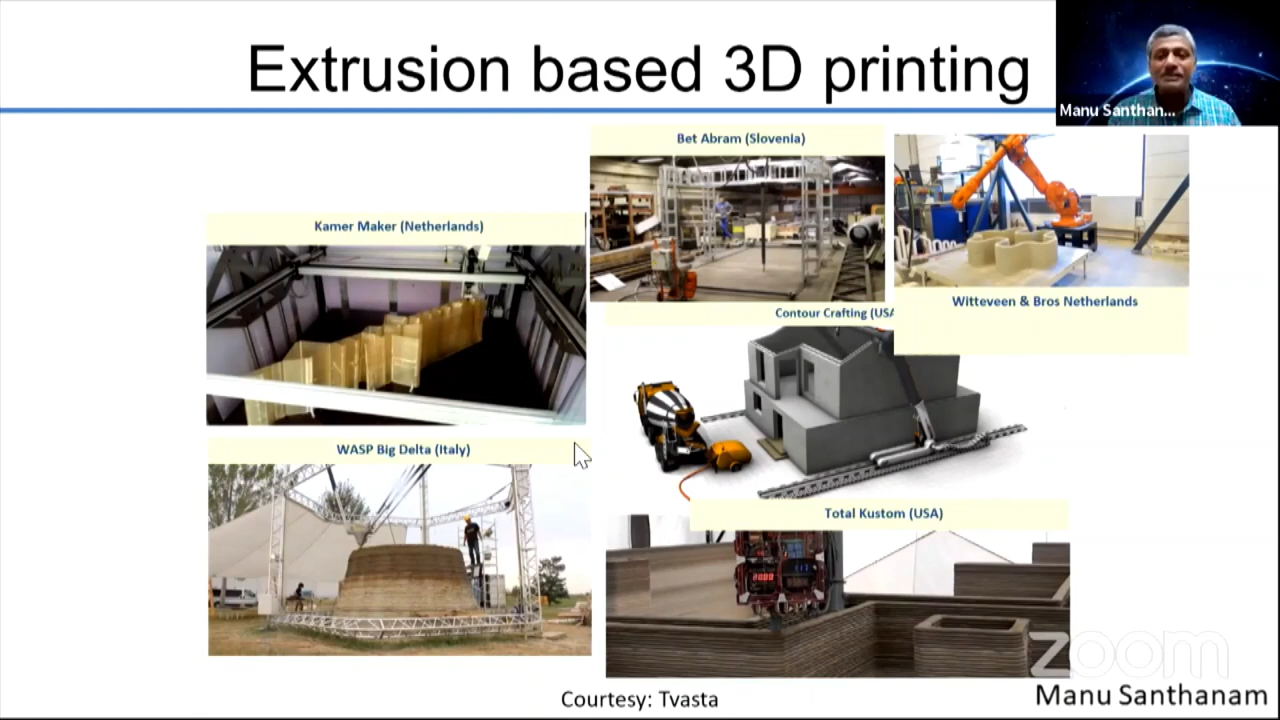 Extrusion based 3D printing
Manu Santhan...
Bet Abram (Slovenia)
Kamer Maker (Netherlands)
Witteveen & Bros Netherlands
Contour Crafting (USA
WASP Big Delta (Italy)
Total Kustom (USA)
zoom
Courtesy: Tvasta
Manu Santhanam